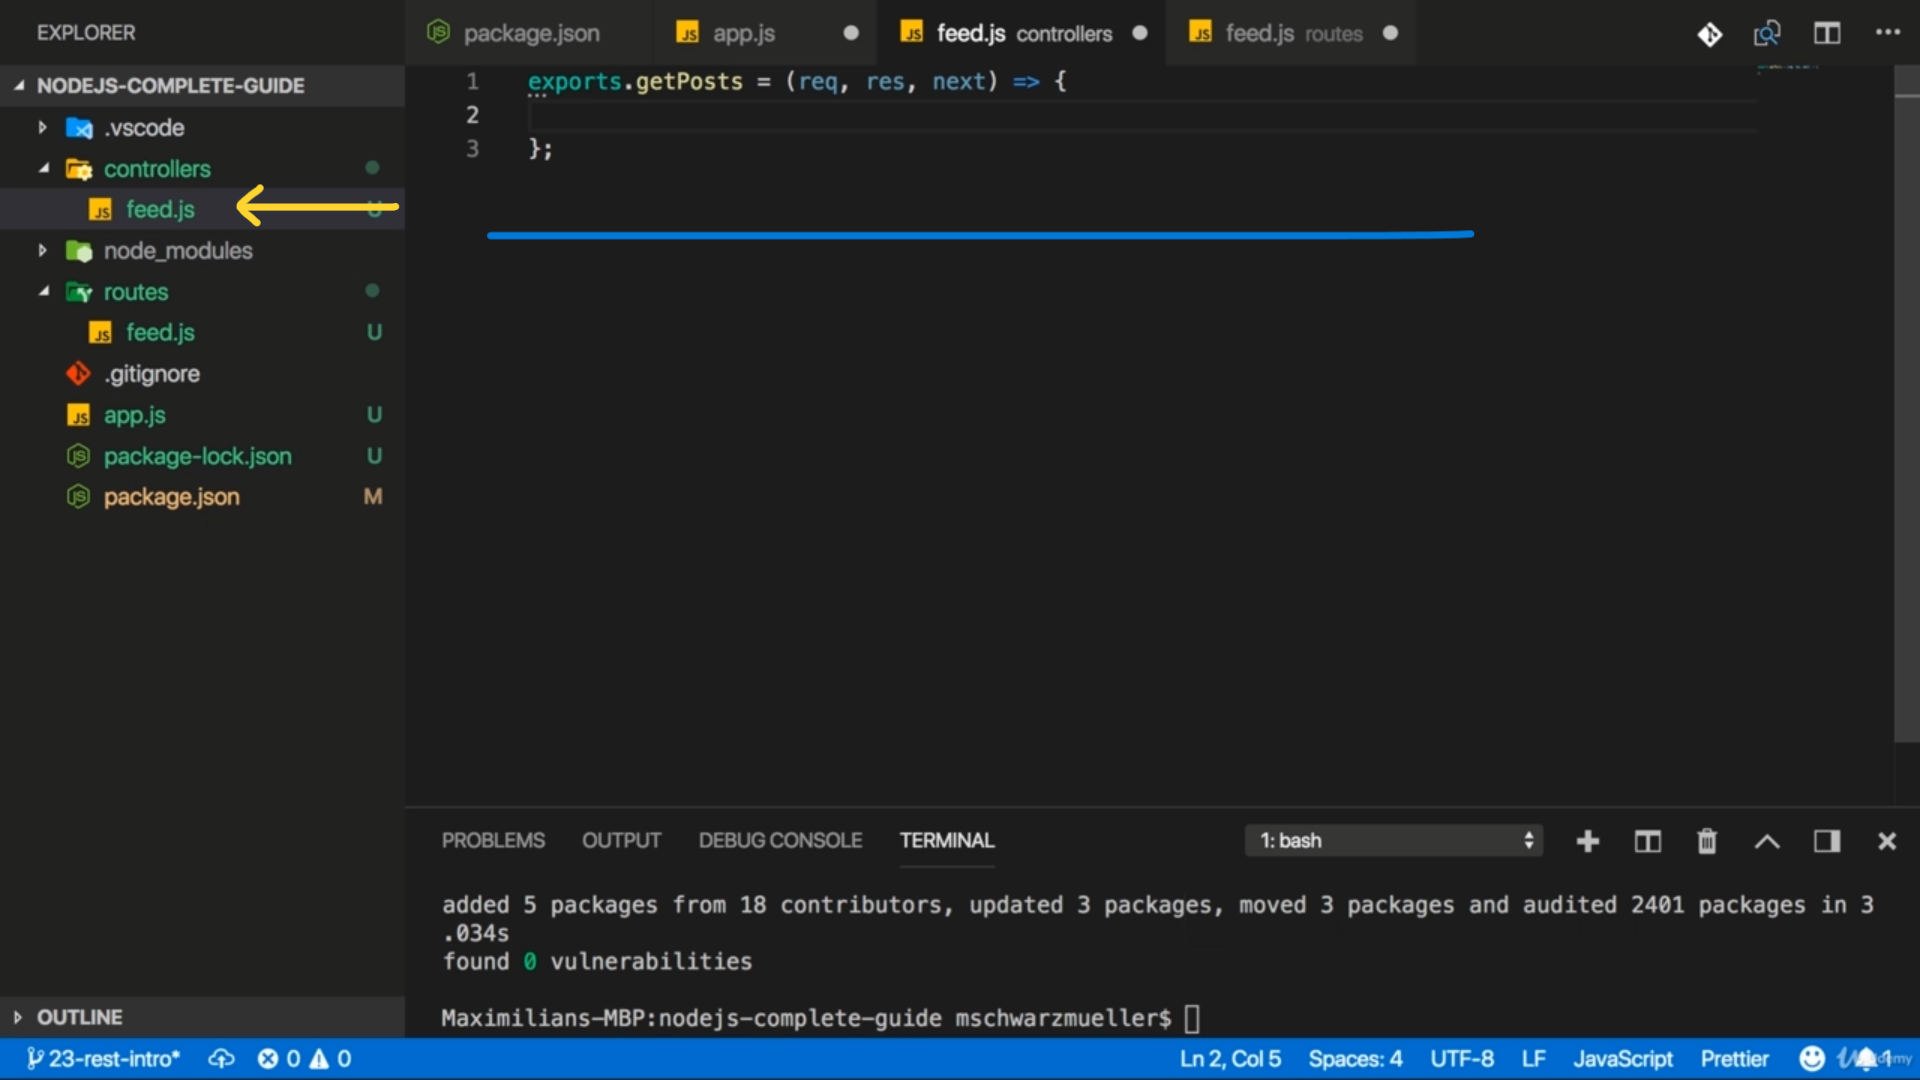 EXPLORER
NODEJS-COMPLETE-GUIDE
.vscode
controllers
feed.js U
node_modules
routes
feed.js U
.gitignore
app.js U
package-lock.json U
package.json M
OUTLINE
package.json app.js feed.js controllers feed.js routes
1 exports.getPosts = (req, res, next) => {
2
3 };
PROBLEMS OUTPUT DEBUG CONSOLE TERMINAL 1: bash
added 5 packages from 18 contributors, updated 3 packages, moved 3 packages and audited 2401 packages in 3
.034s
found 0 vulnerabilities
Maximilians-MBP:nodejs-complete-guide mschwarzmueller$
23-rest-intro* 0 0 Ln 2, Col 5 Spaces: 4 UTF-8 LF JavaScript Prettier 1